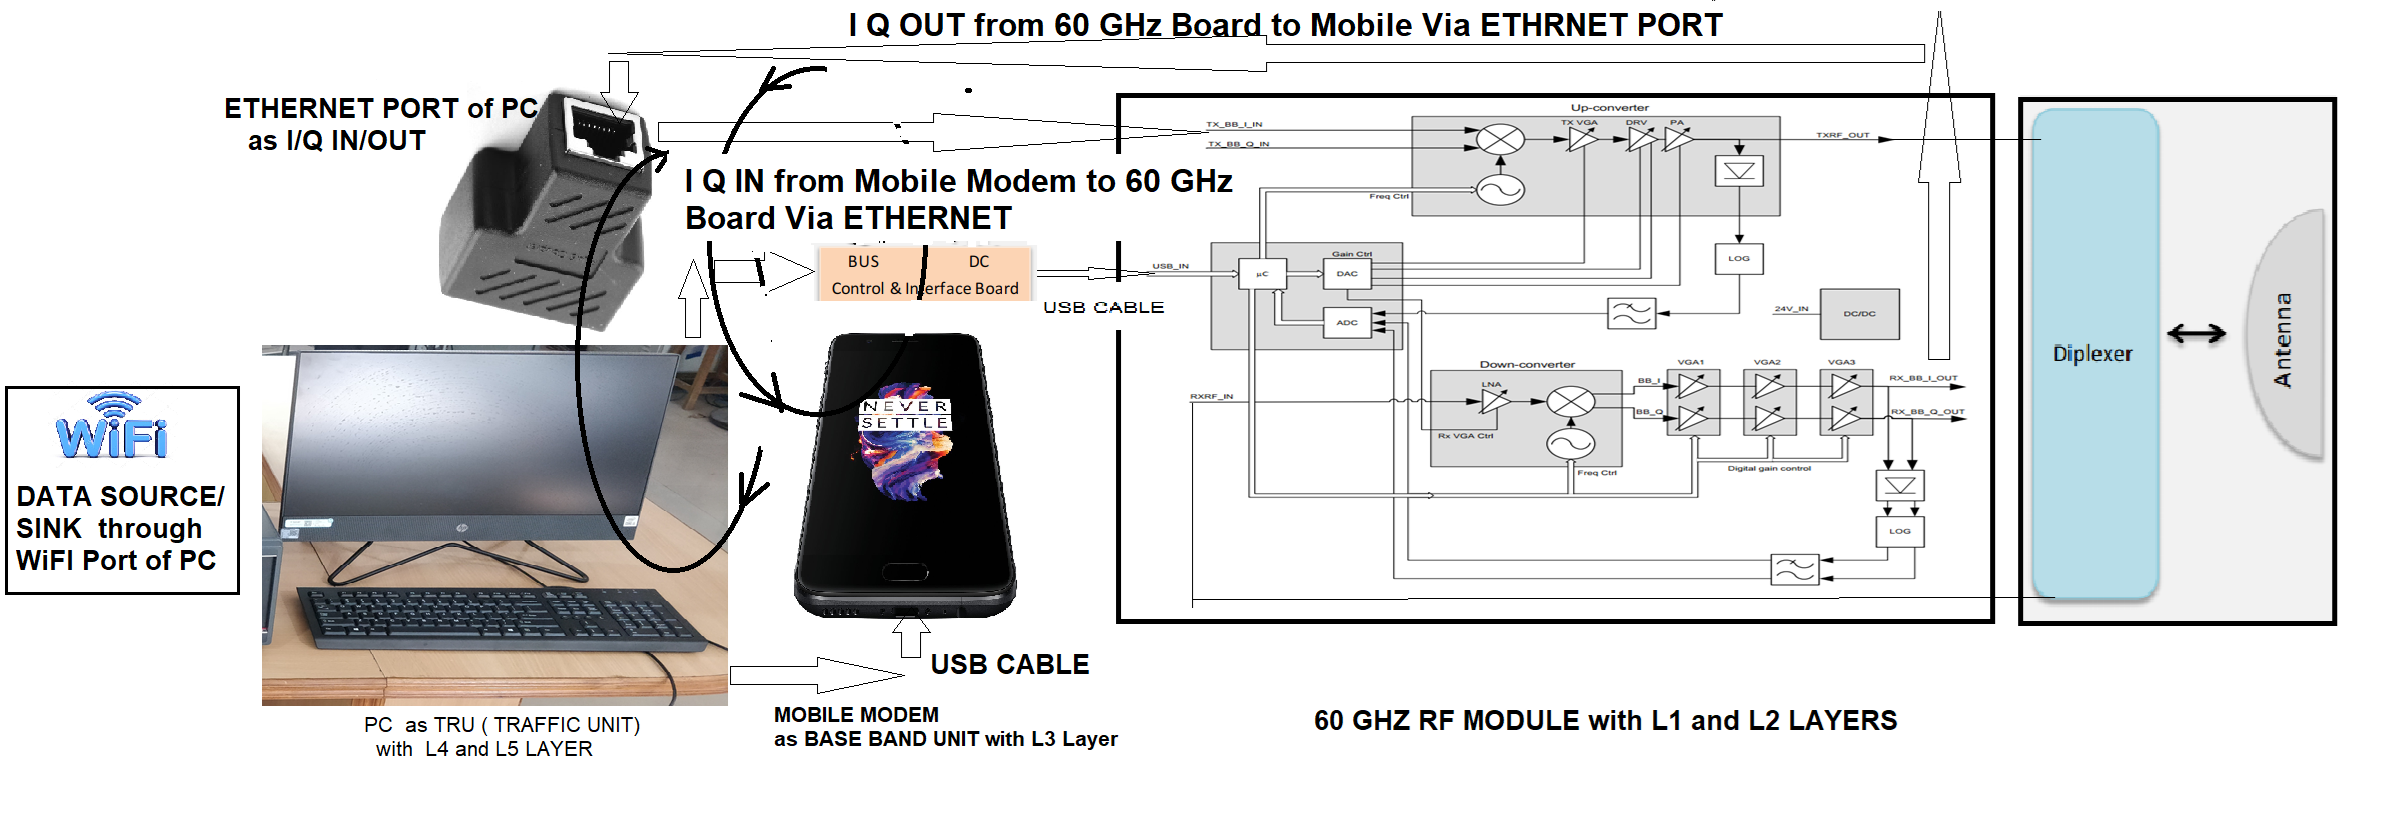 I Q OUT from 60 GHz Board to Mobile Via ETHRNET PORT
ETHERNET PORT of PC
as I/Q IN/OUT
I Q IN from Mobile Modem to 60 GHz
Board Via ETHERNET
BUS
DC
Control & Interface Board
USB CABLE
WiFi
DATA SOURCE/
SINK through
WiFI Port of PC
NEVER
SETTLE
USB CABLE
PC as TRU ( TRAFFIC UNIT)
with L4 and L5 LAYER
MOBILE MODEM
as BASE BAND UNIT with L3 Layer
Up-converter
TX_BB_I_IN
TX_BB_Q_IN
TX VGA
DRV
PA
TXRF_OUT
Freq Ctrl
LOG
USB_IN
µC
Gain Ctrl
DAC
ADC
24V_IN
DC/DC
Down-converter
LNA
RXRF_IN
Rx VGA Ctrl
Freq Ctrl
BB_I
BB_Q
VGA1
VGA2
VGA3
RX_BB_I_OUT
RX_BB_Q_OUT
Digital gain control
LOG
Diplexer
Antenna
60 GHZ RF MODULE with L1 and L2 LAYERS